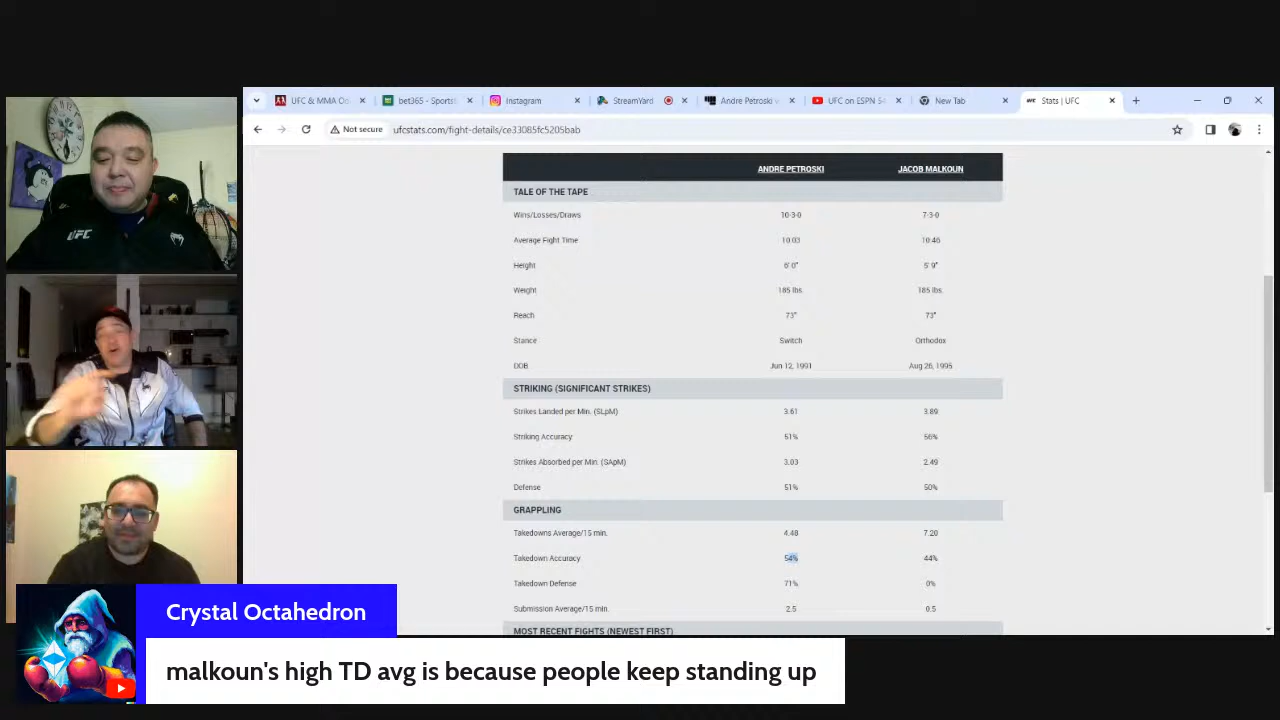 UFC & MMA Od
bet365 - Sportsb
Instagram
StreamYard
Andre Petroski v
UFC on ESPN 54
New Tab
Stats | UFC
Not secure
ufcstats.com/fight-details/ce33085fc5205bab
ANDRE PETROSKI JACOB MALKOUN
TALE OF THE TAPE
Wins/Losses/Draws 10-3-0 7-3-0
Average Fight Time 10:03 10:46
Height 6' 0" 5' 9"
Weight 185 lbs. 185 lbs.
Reach 73" 73"
Stance Switch Orthodox
DOB Jun 12, 1991 Aug 26, 1995
STRIKING (SIGNIFICANT STRIKES)
Strikes Landed per Min. (SLpM) 3.61 3.89
Striking Accuracy 51% 56%
Strikes Absorbed per Min. (SApM) 3.03 2.49
Defense 51% 50%
GRAPPLING
Takedowns Average/15 min. 4.48 7.20
Takedown Accuracy 54% 44%
Takedown Defense 71% 0%
Submission Average/15 min. 2.5 0.5
MOST RECENT FIGHTS (NEWEST FIRST)
UFC
Crystal Octahedron
malkoun's high TD avg is because people keep standing up